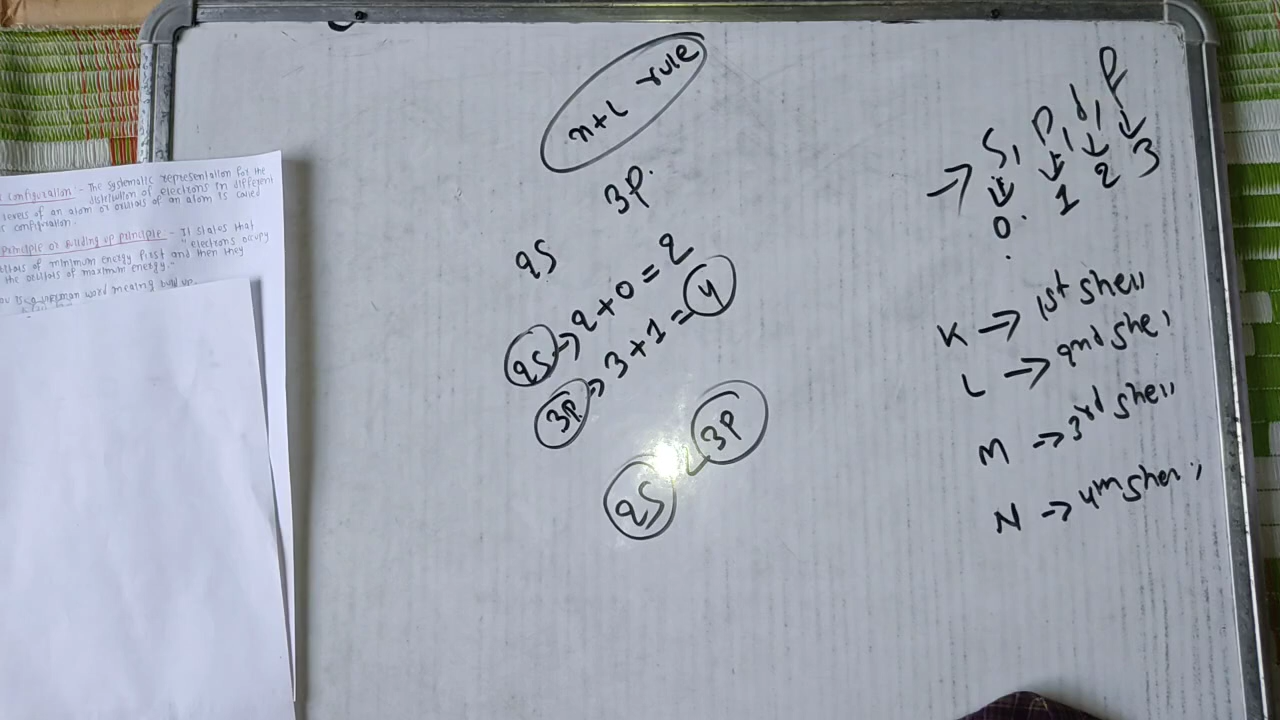 configuration - The systematic representation for the
distribution of electrons in different
levels of an atom or orbitals of an atom is called
configuration.
Principle or Building up principle - It states that
"electrons occupy
orbitals of minimum energy first and then they
the orbitals of maximum energy."
is a german word meaning build up.
n+l rule
3p.
2S
2S → 2+0=2
3P → 3+1=4
2S 3P
→ S, P, d, F
0. 1 2 3
K → 1st shell
L → 2nd shell
M → 3rd shell
N → 4th shell